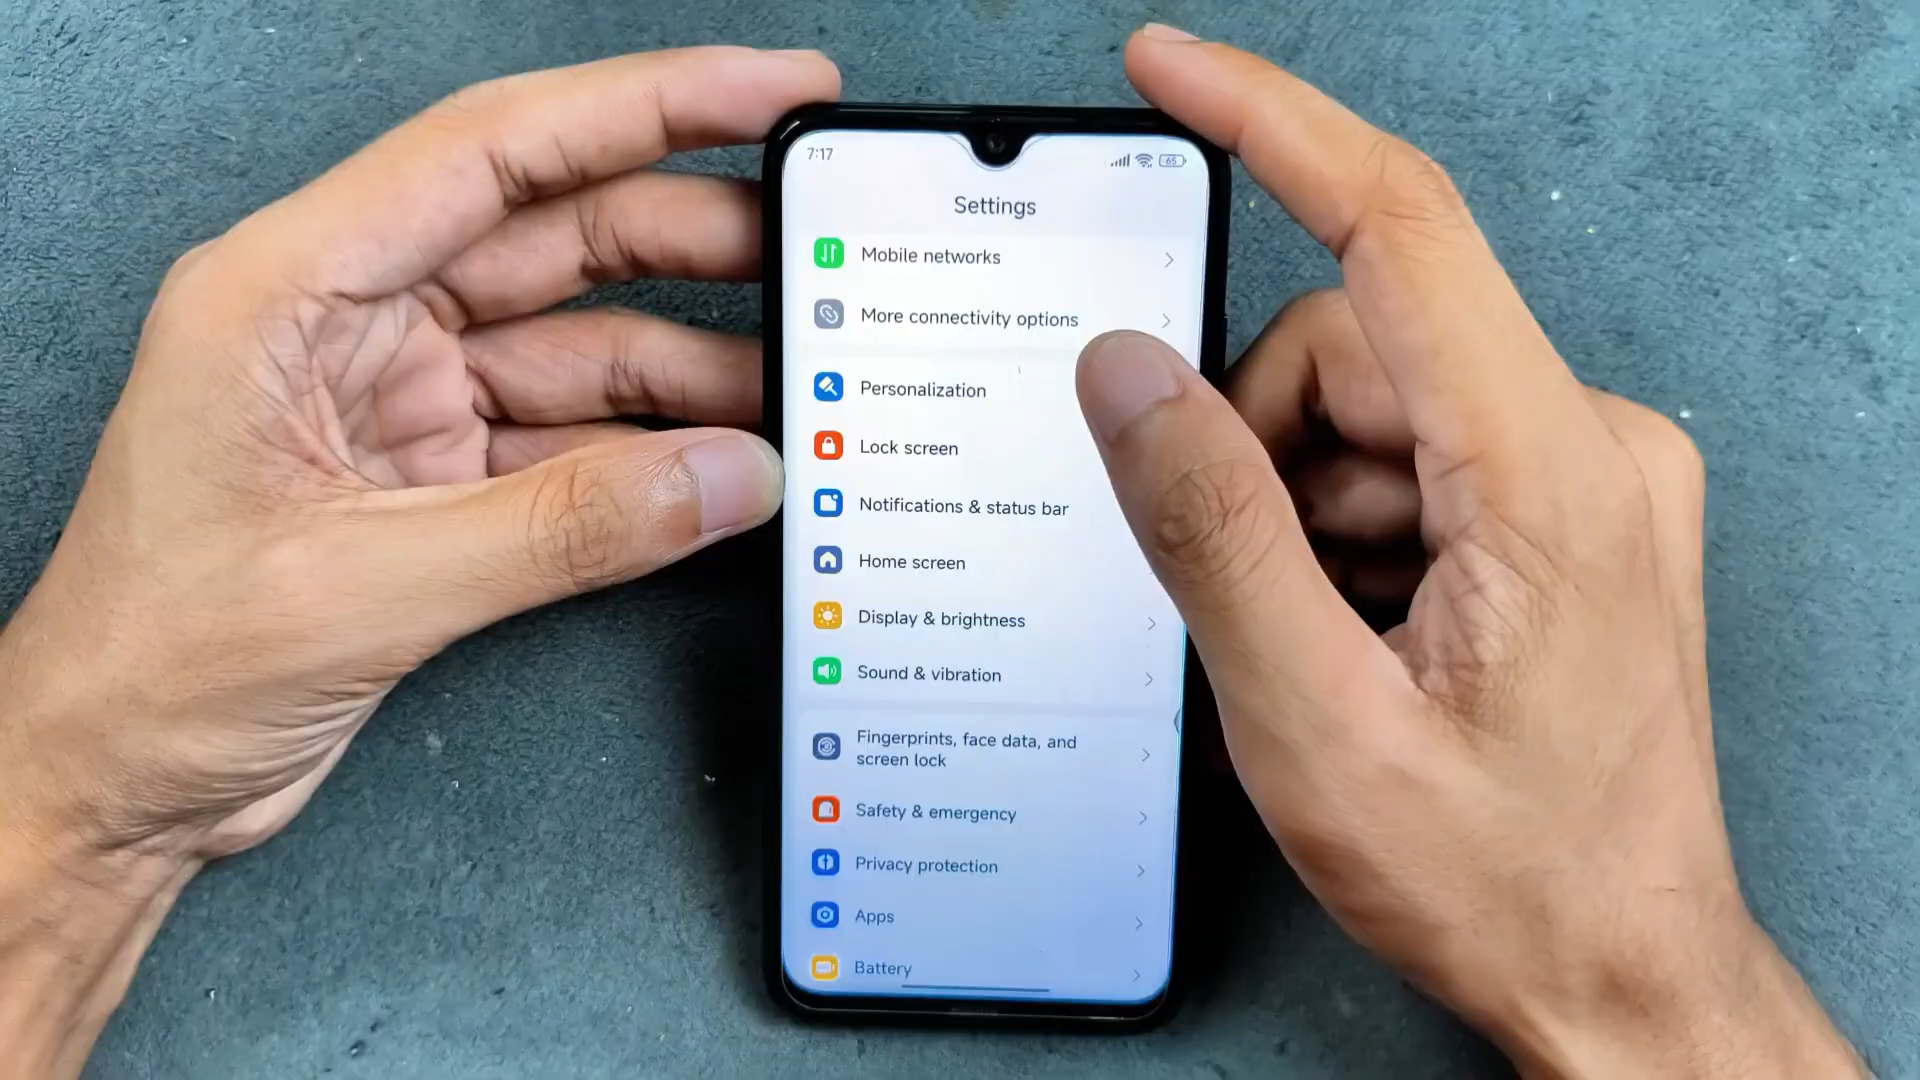 7:17
65
Settings
Mobile networks
More connectivity options
Personalization
Lock screen
Notifications & status bar
Home screen
Display & brightness
Sound & vibration
Fingerprints, face data, and
screen lock
Safety & emergency
Privacy protection
Apps
Battery